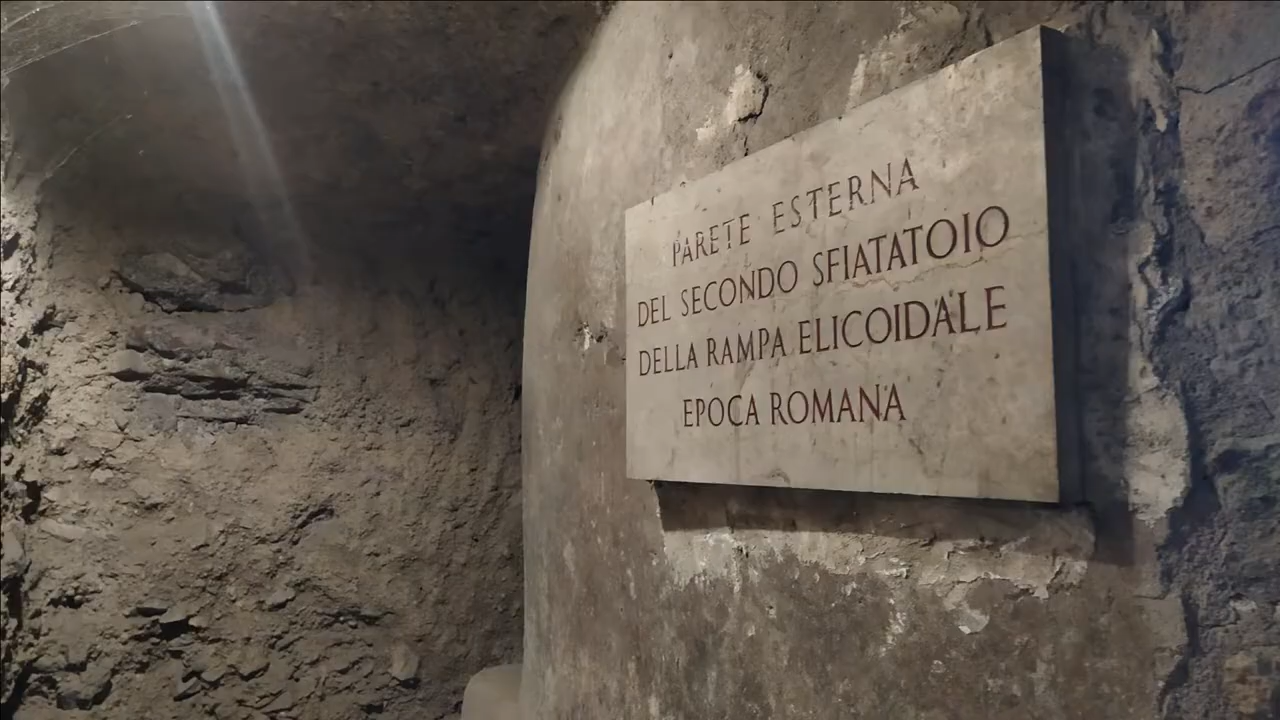 PARETE ESTERNA
DEL SECONDO SFIATATOIO
DELLA RAMPA ELICOIDALE
EPOCA ROMANA